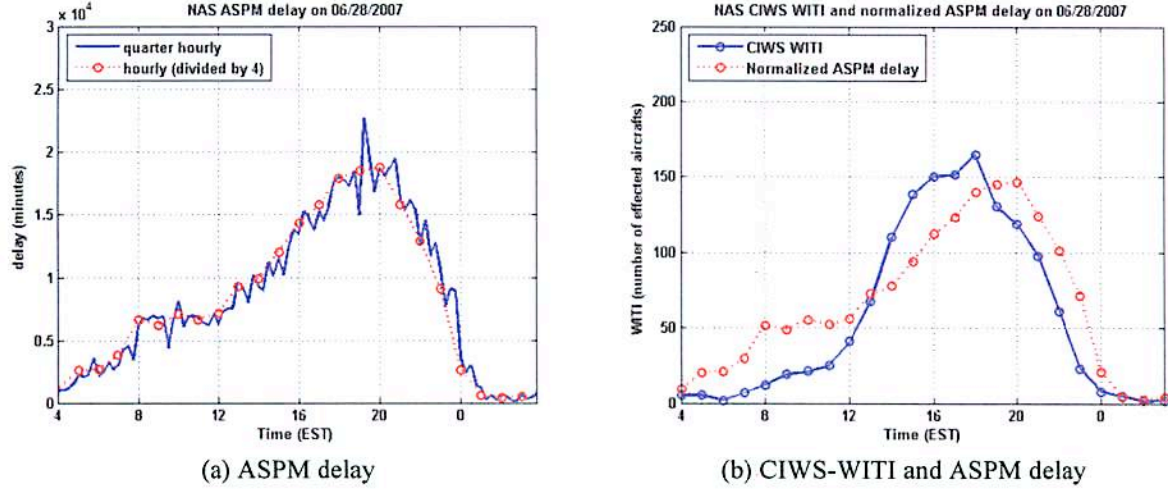 NAS ASPM delay on 06/28/2007
x 10⁴
3
2.5
2
1.5
1
0.5
0
delay (minutes)
quarter hourly
hourly (divided by 4)
4 8 12 16 20 0
Time (EST)
(a) ASPM delay
NAS CIWS WITI and normalized ASPM delay on 06/28/2007
250
200
150
100
50
0
WITI (number of effected aircrafts)
CIWS WITI
Normalized ASPM delay
4 8 12 16 20 0
Time (EST)
(b) CIWS-WITI and ASPM delay